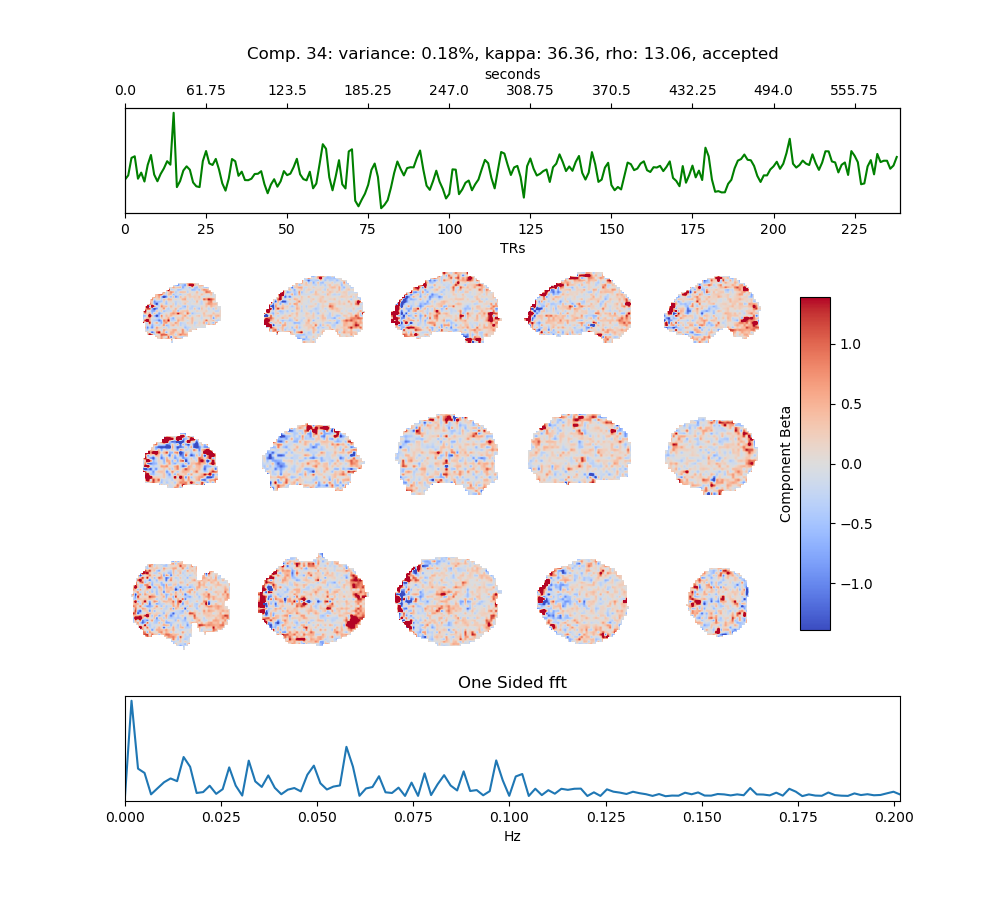 Comp. 34: variance: 0.18%, kappa: 36.36, rho: 13.06, accepted
seconds
0.0 61.75 123.5 185.25 247.0 308.75 370.5 432.25 494.0 555.75
0 25 50 75 100 125 150 175 200 225
TRs
Component Beta
1.0
0.5
0.0
−0.5
−1.0
One Sided fft
0.000 0.025 0.050 0.075 0.100 0.125 0.150 0.175 0.200
Hz